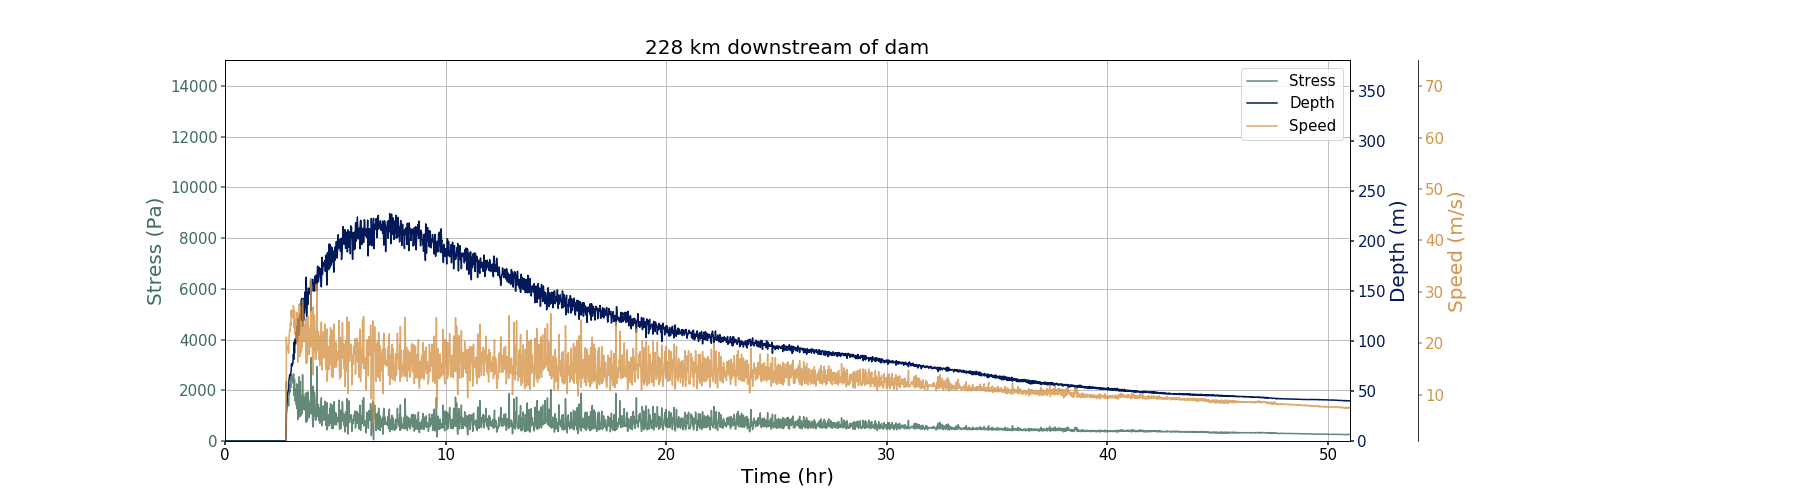 228 km downstream of dam
Stress (Pa)
14000
12000
10000
8000
6000
4000
2000
0
Stress
Depth
Speed
350
300
250
200
150
100
50
0
Depth (m)
70
60
50
40
30
20
10
Speed (m/s)
0 10 20 30 40 50
Time (hr)